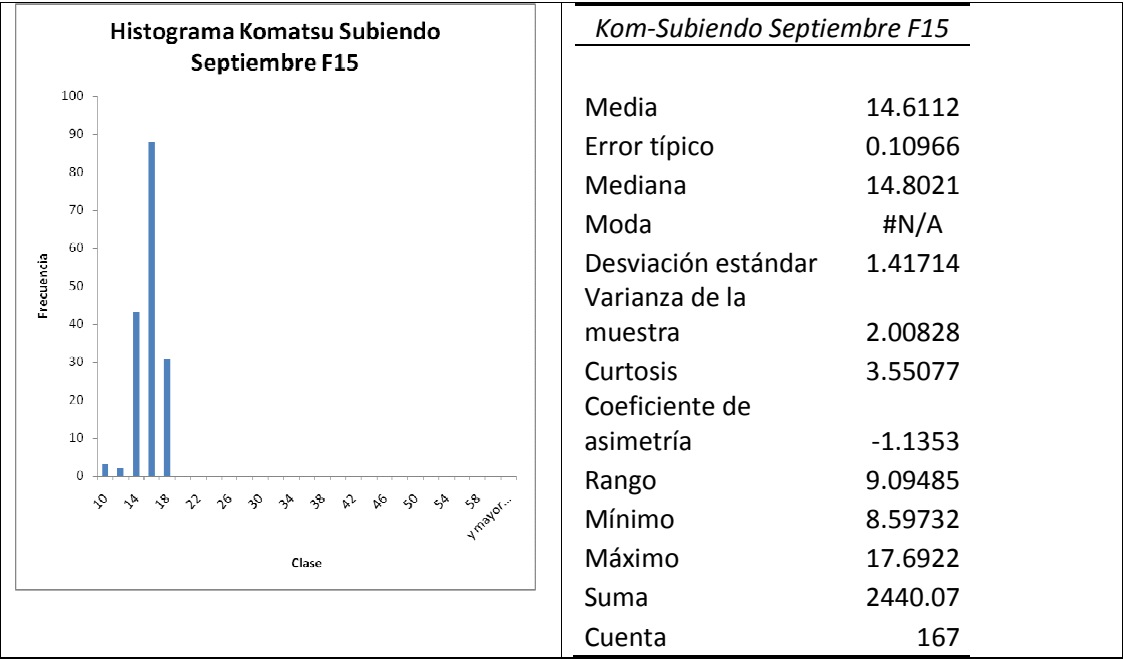 Histograma Komatsu Subiendo
Septiembre F15
100
90
80
70
60
50
40
30
20
10
0
Frecuencia
10 14 18 22 26 30 34 38 42 46 50 54 58 y mayor...
Clase
Kom-Subiendo Septiembre F15
Media 14.6112
Error típico 0.10966
Mediana 14.8021
Moda #N/A
Desviación estándar 1.41714
Varianza de la
muestra 2.00828
Curtosis 3.55077
Coeficiente de
asimetría -1.1353
Rango 9.09485
Mínimo 8.59732
Máximo 17.6922
Suma 2440.07
Cuenta 167